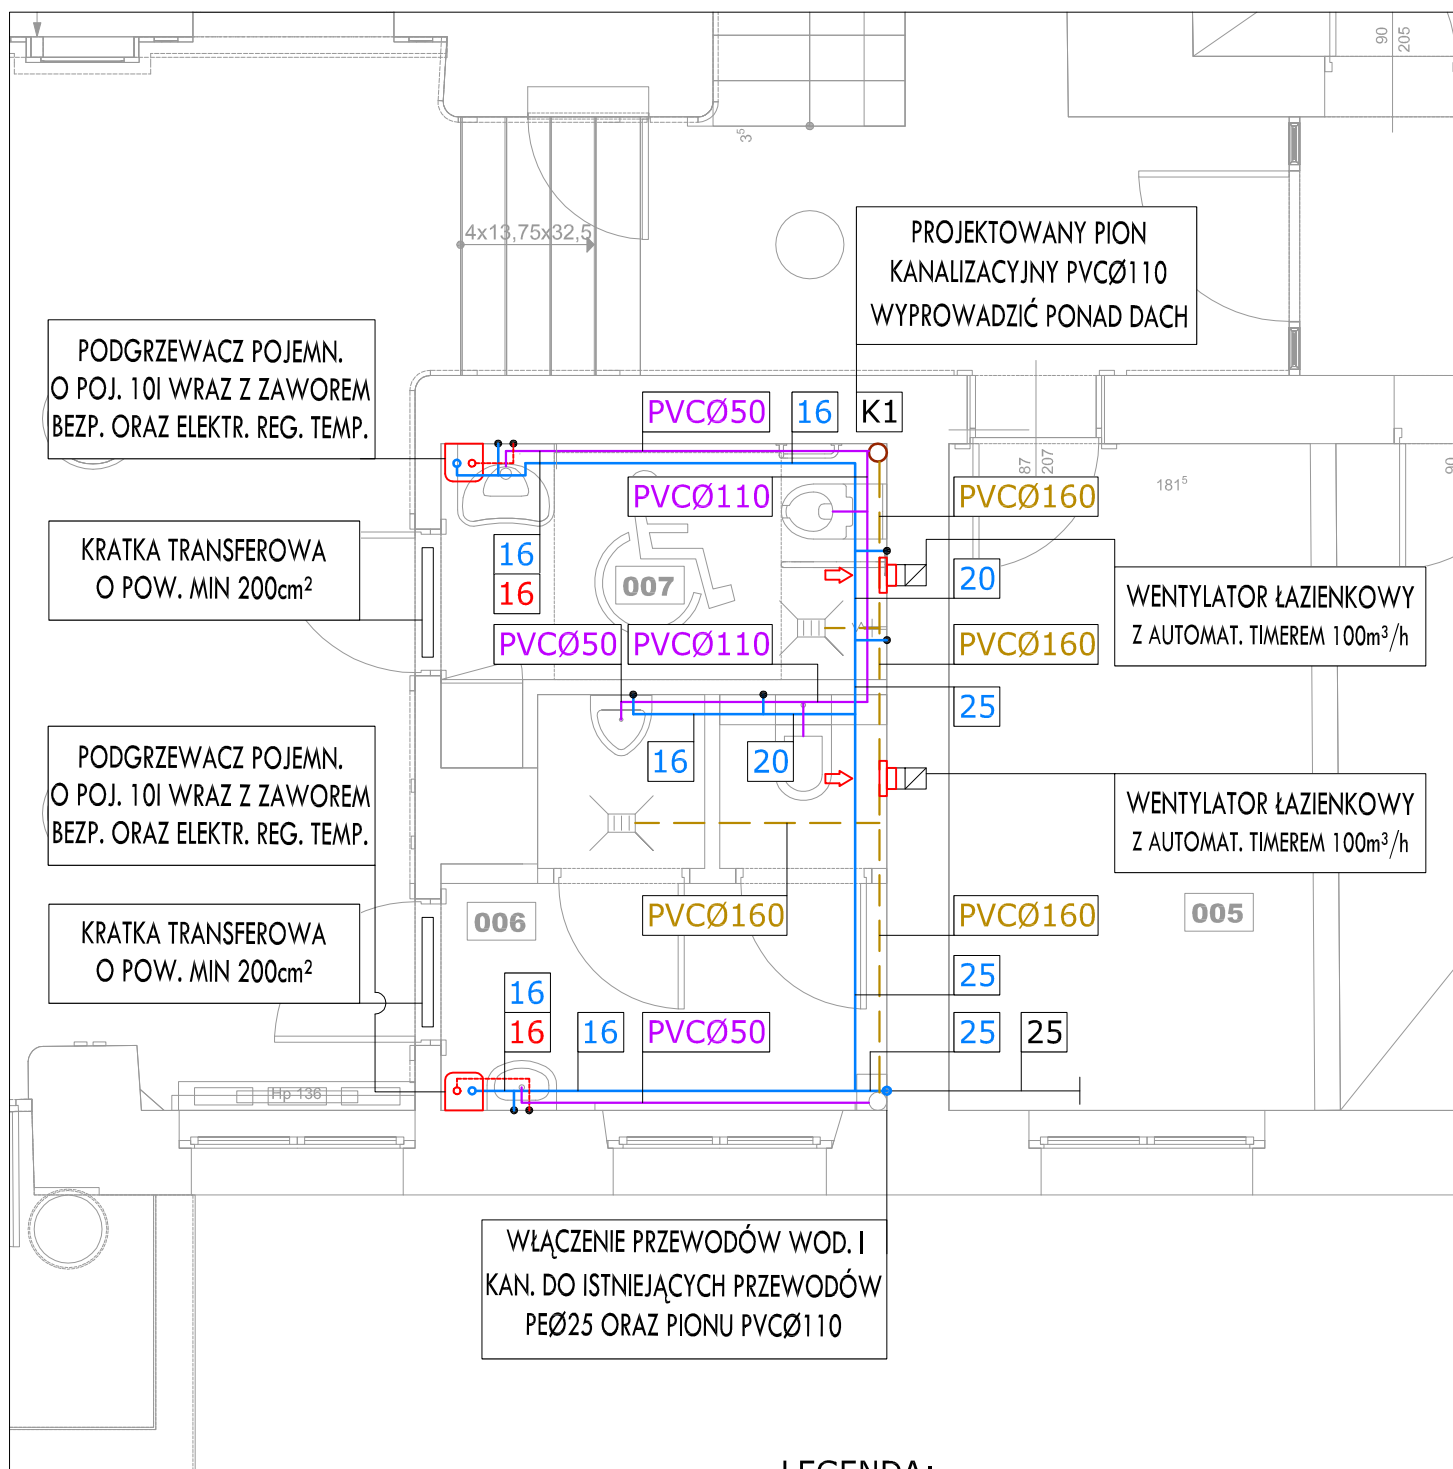 90
205
3⁵
4x13,75x32,5
PROJEKTOWANY PION
KANALIZACYJNY PVCØ110
WYPROWADZIĆ PONAD DACH
PODGRZEWACZ POJEMN.
O POJ. 10l WRAZ Z ZAWOREM
BEZP. ORAZ ELEKTR. REG. TEMP.
PVCØ50
16
K1
87
207
181⁵
90
PVCØ110
PVCØ160
KRATKA TRANSFEROWA
O POW. MIN 200cm²
16
16
007
20
WENTYLATOR ŁAZIENKOWY
Z AUTOMAT. TIMEREM 100m³/h
PVCØ50
PVCØ110
PVCØ160
25
PODGRZEWACZ POJEMN.
O POJ. 10l WRAZ Z ZAWOREM
BEZP. ORAZ ELEKTR. REG. TEMP.
16
20
WENTYLATOR ŁAZIENKOWY
Z AUTOMAT. TIMEREM 100m³/h
KRATKA TRANSFEROWA
O POW. MIN 200cm²
006
PVCØ160
PVCØ160
005
25
16
16
16
PVCØ50
25
25
Hp 136
WŁĄCZENIE PRZEWODÓW WOD. I
KAN. DO ISTNIEJĄCYCH PRZEWODÓW
PEØ25 ORAZ PIONU PVCØ110
LEGENDA: